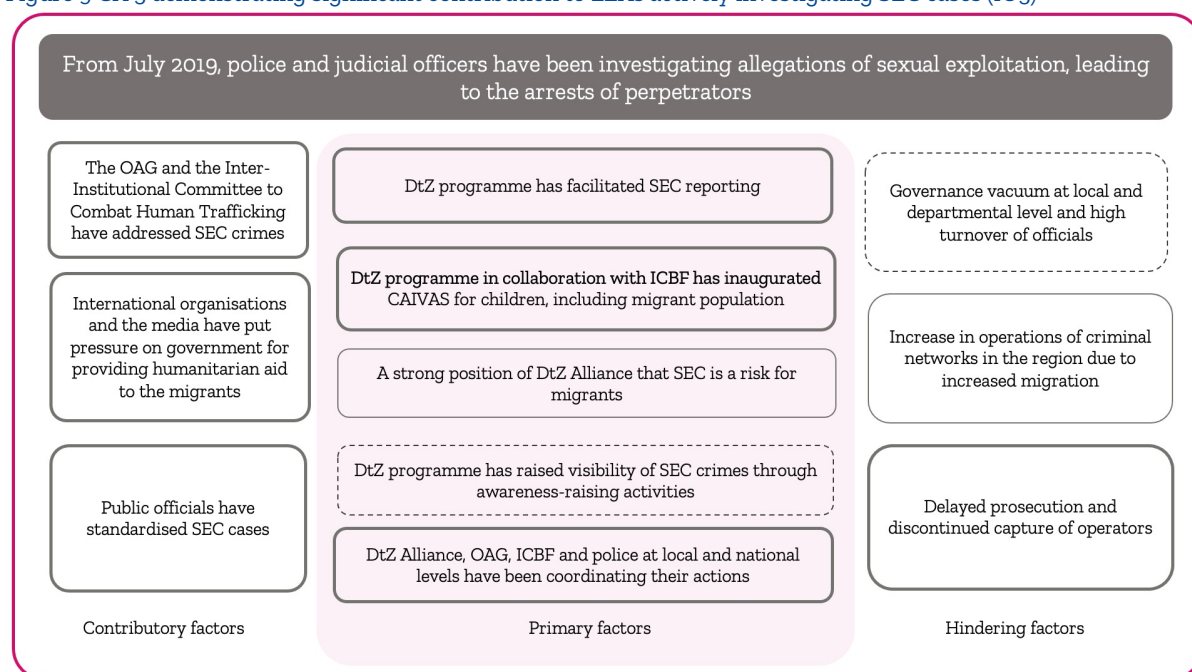 From July 2019, police and judicial officers have been investigating allegations of sexual exploitation, leading
to the arrests of perpetrators
The OAG and the Inter-
Institutional Committee to
Combat Human Trafficking
have addressed SEC crimes
International organisations
and the media have put
pressure on government for
providing humanitarian aid
to the migrants
Public officials have
standardised SEC cases
Contributory factors
DtZ programme has facilitated SEC reporting
DtZ programme in collaboration with ICBF has inaugurated
CAIVAS for children, including migrant population
A strong position of DtZ Alliance that SEC is a risk for
migrants
DtZ programme has raised visibility of SEC crimes through
awareness-raising activities
DtZ Alliance, OAG, ICBF and police at local and national
levels have been coordinating their actions
Primary factors
Governance vacuum at local and
departmental level and high
turnover of officials
Increase in operations of criminal
networks in the region due to
increased migration
Delayed prosecution and
discontinued capture of operators
Hindering factors